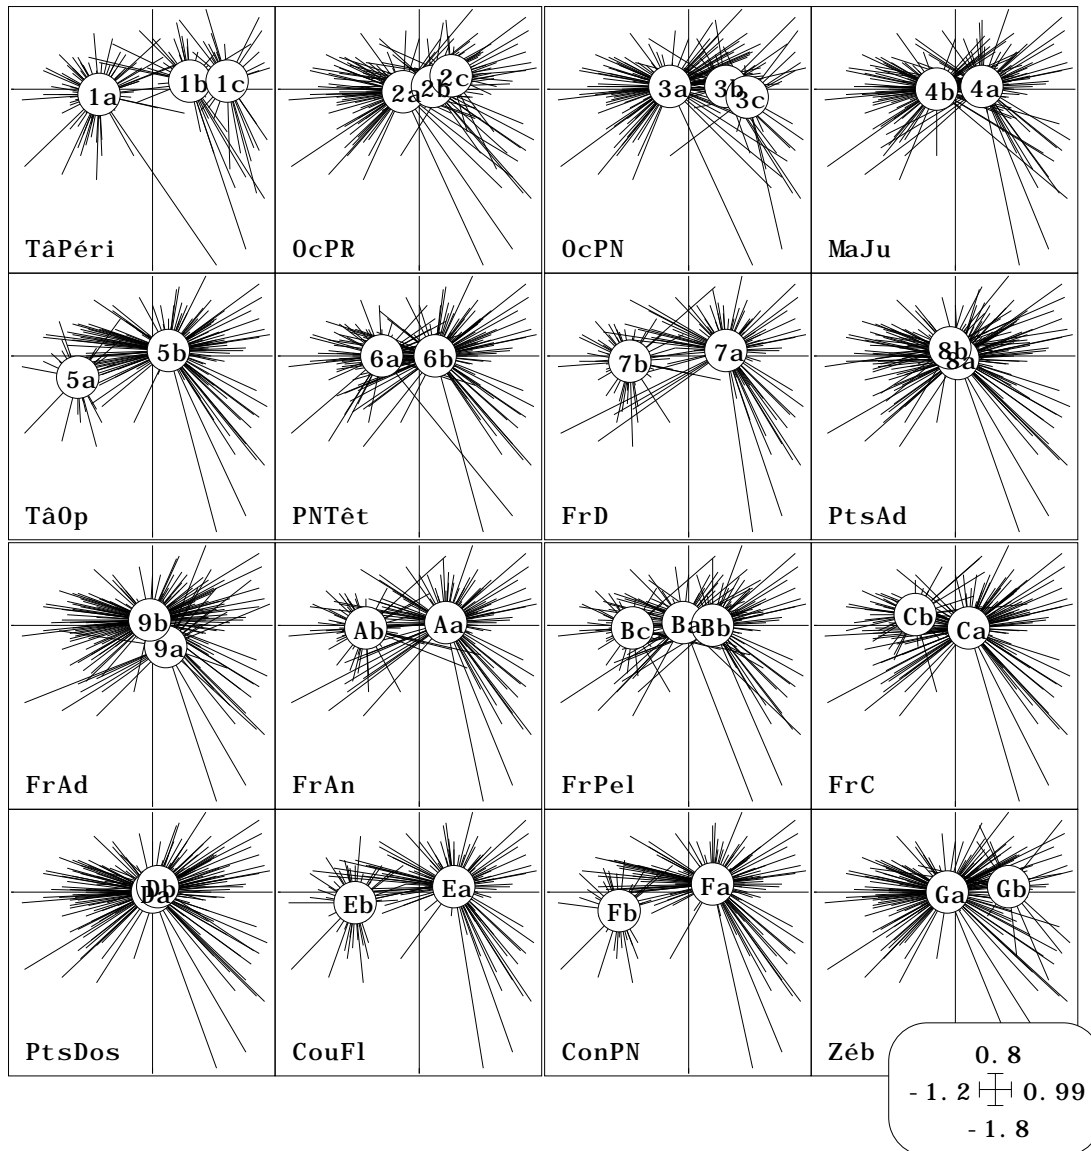 1a 1b 1c
TâPéri
2a 2b 2c
OcPR
3a 3b 3c
OcPN
4b 4a
MaJu
5a 5b
TâOp
6a 6b
PNTêt
7b 7a
FrD
8b 8a
PtsAd
9b 9a
FrAd
Ab Aa
FrAn
Bc Ba Bb
FrPel
Cb Ca
FrC
Db Da
PtsDos
Eb Ea
CouFl
Fb Fa
ConPN
Ga Gb
Zéb
0.8
-1.2 0.99
-1.8